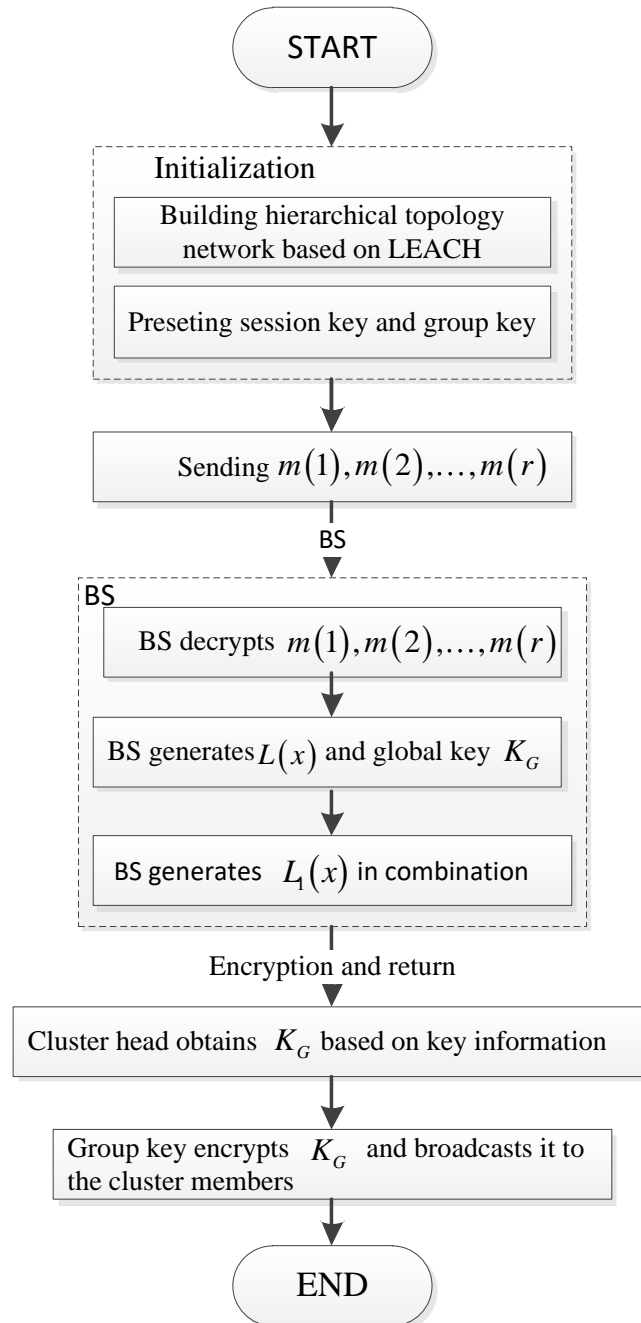 START
Initialization
Building hierarchical topology
network based on LEACH
Preseting session key and group key
Sending m(1),m(2),…,m(r)
BS
BS
BS decrypts m(1),m(2),…,m(r)
BS generates L(x) and global key K_G
BS generates L_1(x) in combination
Encryption and return
Cluster head obtains K_G based on key information
Group key encrypts K_G and broadcasts it to
the cluster members
END